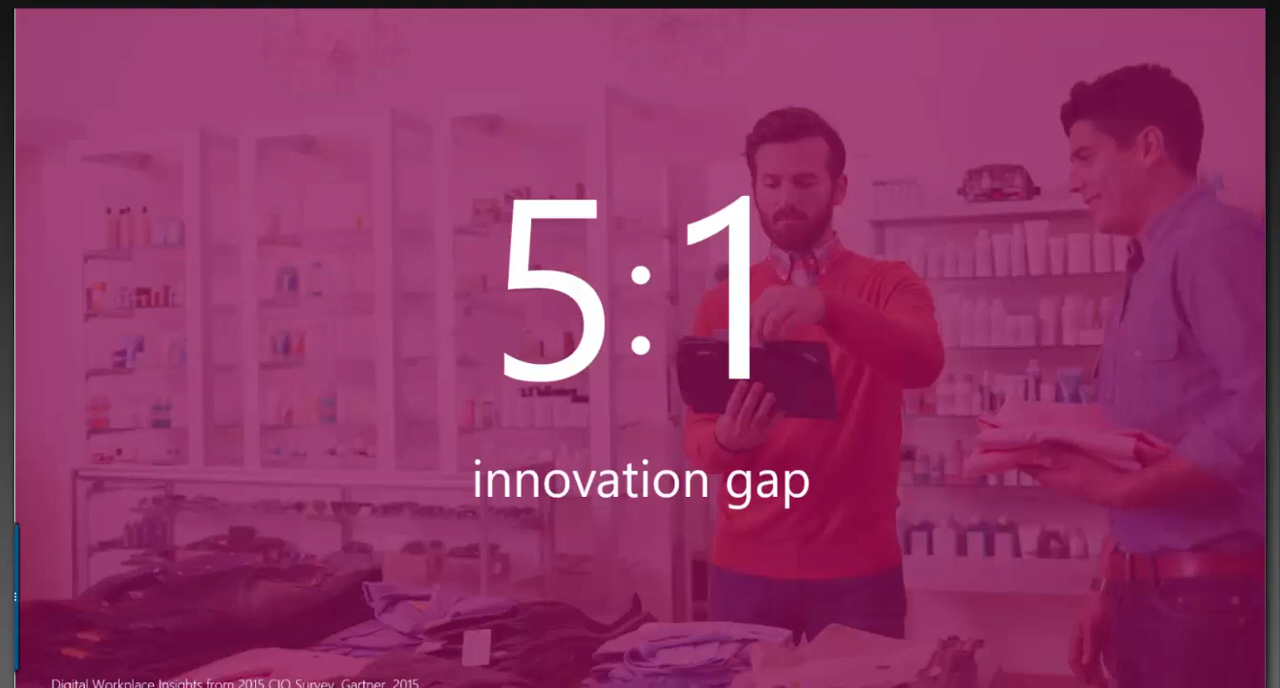 5:1
innovation gap
Digital Workplace Insights from 2015 CIO Survey, Gartner, 2015